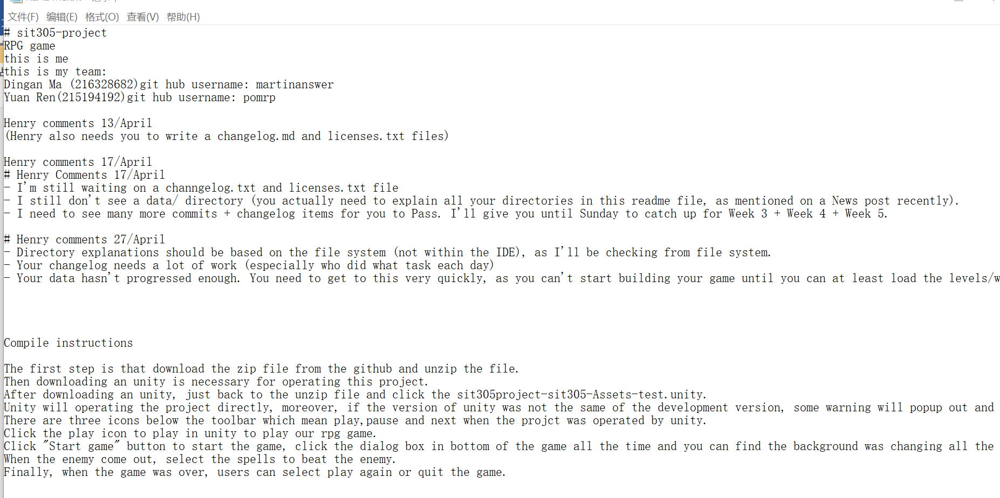 文件(F) 编辑(E) 格式(O) 查看(V) 帮助(H)
# sit305-project
RPG game
this is me
this is my team:
Dingan Ma (216328682)git hub username: martinanswer
Yuan Ren(215194192)git hub username: pomrp
Henry comments 13/April
(Henry also needs you to write a changelog.md and licenses.txt files)
Henry comments 17/April
# Henry Comments 17/April
- I'm still waiting on a channgelog.txt and licenses.txt file
- I still don't see a data/ directory (you actually need to explain all your directories in this readme file, as mentioned on a News post recently).
- I need to see many more commits + changelog items for you to Pass. I'll give you until Sunday to catch up for Week 3 + Week 4 + Week 5.
# Henry comments 27/April
- Directory explanations should be based on the file system (not within the IDE), as I'll be checking from file system.
- Your changelog needs a lot of work (especially who did what task each day)
- Your data hasn't progressed enough. You need to get to this very quickly, as you can't start building your game until you can at least load the levels/w
Compile instructions
The first step is that download the zip file from the github and unzip the file.
Then downloading an unity is necessary for operating this project.
After downloading an unity, just back to the unzip file and click the sit305project-sit305-Assets-test.unity.
Unity will operating the project directly, moreover, if the version of unity was not the same of the development version, some warning will popup out and
There are three icons below the toolbar which mean play,pause and next when the projct was operated by unity.
Click the play icon to play in unity to play our rpg game.
Click "Start game" button to start the game, click the dialog box in bottom of the game all the time and you can find the background was changing all the
When the enemy come out, select the spells to beat the enemy.
Finally, when the game was over, users can select play again or quit the game.